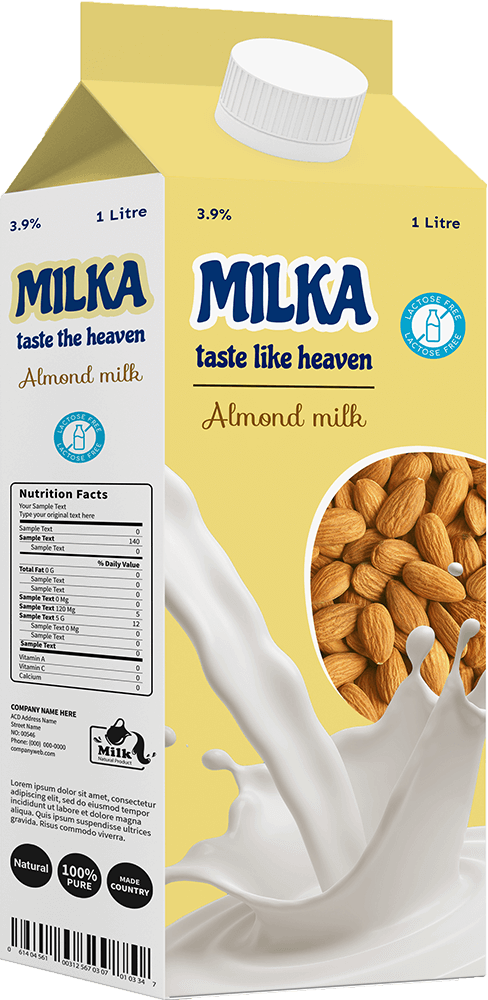 3.9%
1 Litre
MILKA
taste the heaven
Almond milk
LACTOSE FREE
LACTOSE FREE
Nutrition Facts
Your Sample Text
Type your original text here
Sample Text 0
Sample Text 140
Sample Text 0
% Daily Value
Total Fat 0 G 0
Sample Text 0
Sample Text 0
Sample Text 0 Mg 0
Sample Text 120 Mg 5
Sample Text 5 G 12
Sample Text 0 Mg 0
Sample Text 0
Sample Text 0
Vitamin A 0
Vitamin C 0
Calcium 0
COMPANY NAME HERE
ACD Address Name
Street Name
NO: 00546
Phone: (00) 000-0000
companyweb.com
Milk
Natural Product
Lorem ipsum dolor sit amet, consectetur
adipiscing elit, sed do eiusmod tempor
incididunt ut labore et dolore magna
aliqua. Quis ipsum suspendisse ultrices
gravida. Risus commodo viverra.
Natural
100%
PURE
MADE
COUNTRY
0 614 04 561 00312 567 03 07 01 03 34 7
3.9%
1 Litre
MILKA
taste like heaven
Almond milk
LACTOSE FREE
LACTOSE FREE